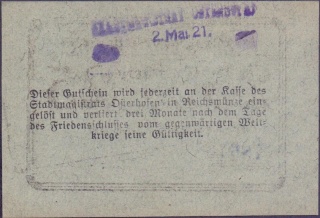 2. Mai 21.
Dieser Gutschein wird jederzeit an der Kasse des
Stadtmagistrats Osterhofen in Reichsmünze ein-
gelöst und verliert drei Monate nach dem Tage
des Friedensschlusses vom gegenwärtigen Welt-
kriege seine Gültigkeit.